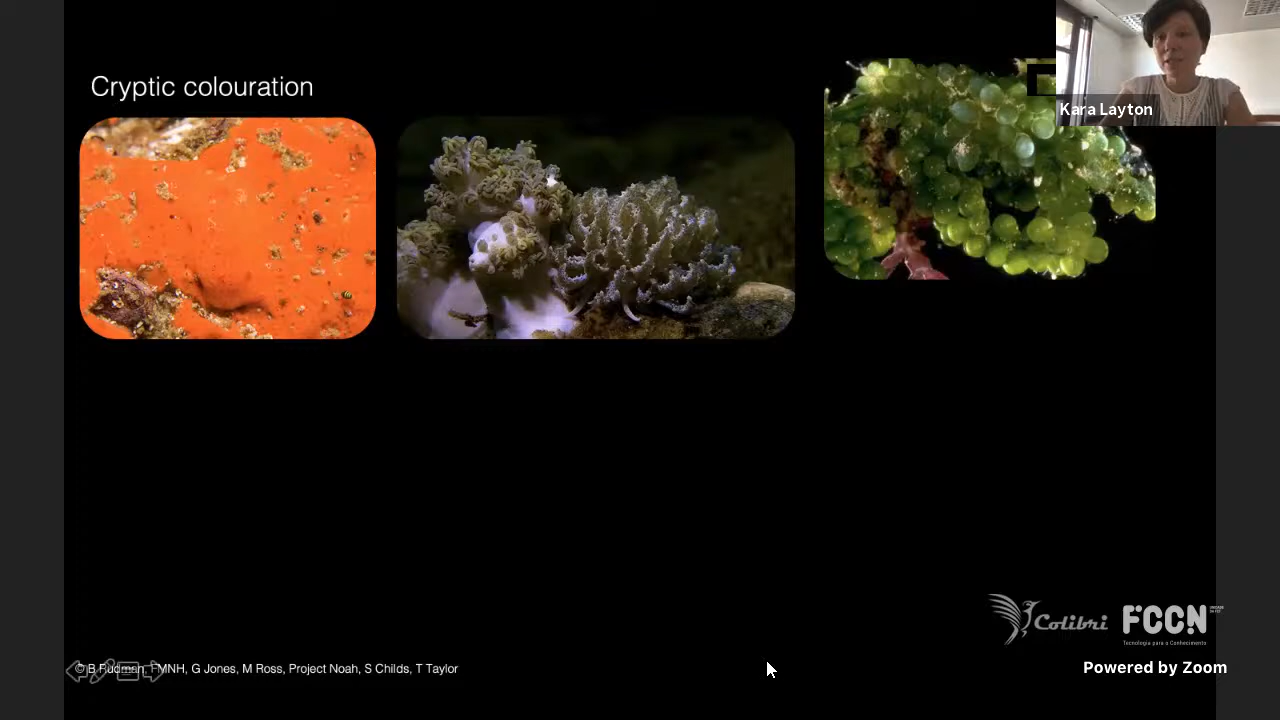 Cryptic colouration
Kara Layton
Colibri
FCCN
Tecnologia para o Conhecimento
© B Rudman, FMNH, G Jones, M Ross, Project Noah, S Childs, T Taylor
Powered by Zoom